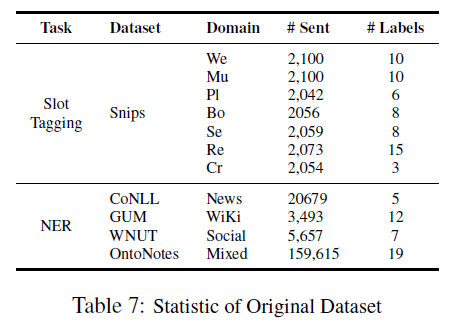 Task Dataset Domain # Sent # Labels
We 2,100 10
Mu 2,100 10
Pl 2,042 6
Slot Tagging Snips Bo 2056 8
Se 2,059 8
Re 2,073 15
Cr 2,054 3
NER CoNLL News 20679 5
GUM WiKi 3,493 12
WNUT Social 5,657 7
OntoNotes Mixed 159,615 19
Table 7: Statistic of Original Dataset